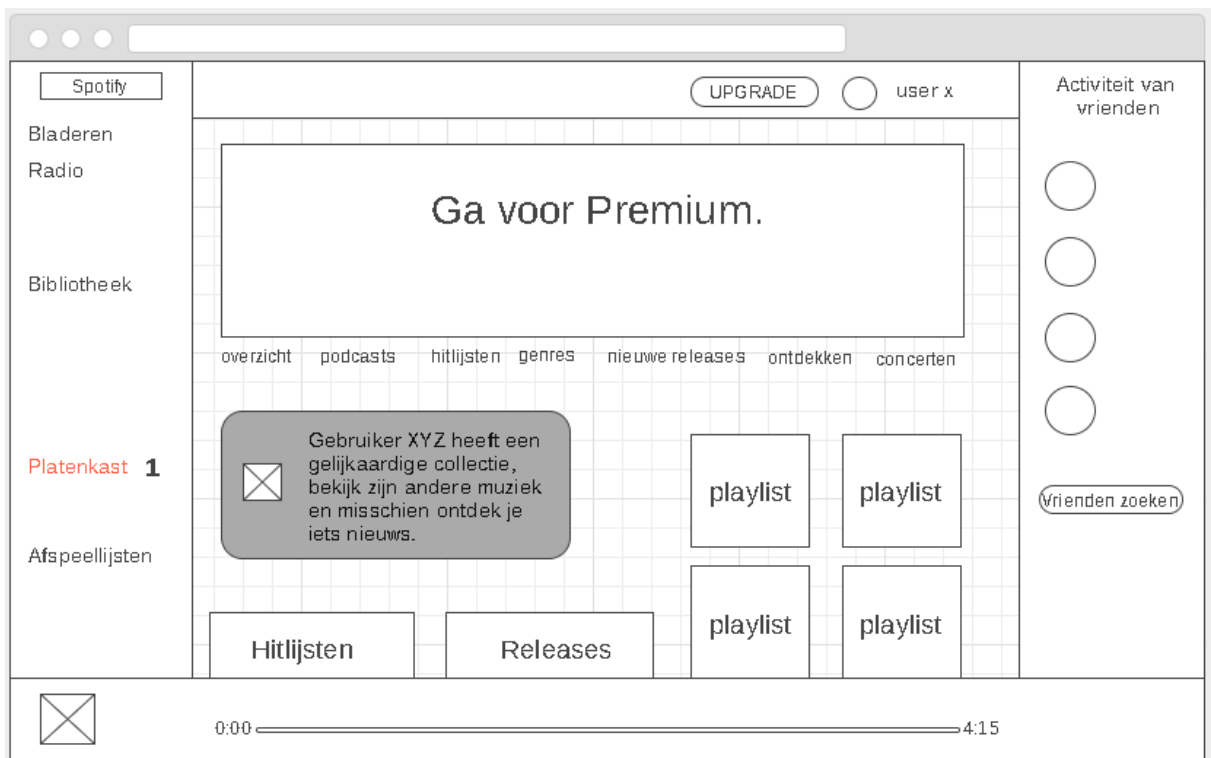 Spotify
Bladeren
Radio
Bibliotheek
Platenkast 1
Afspeellijsten
UPGRADE
user x
Ga voor Premium.
overzicht podcasts hitlijsten genres nieuwe releases ontdekken concerten
Gebruiker XYZ heeft een
gelijkaardige collectie,
bekijk zijn andere muziek
en misschien ontdek je
iets nieuws.
playlist playlist
playlist playlist
Hitlijsten
Releases
Activiteit van
vrienden
Vrienden zoeken
0:00 4:15